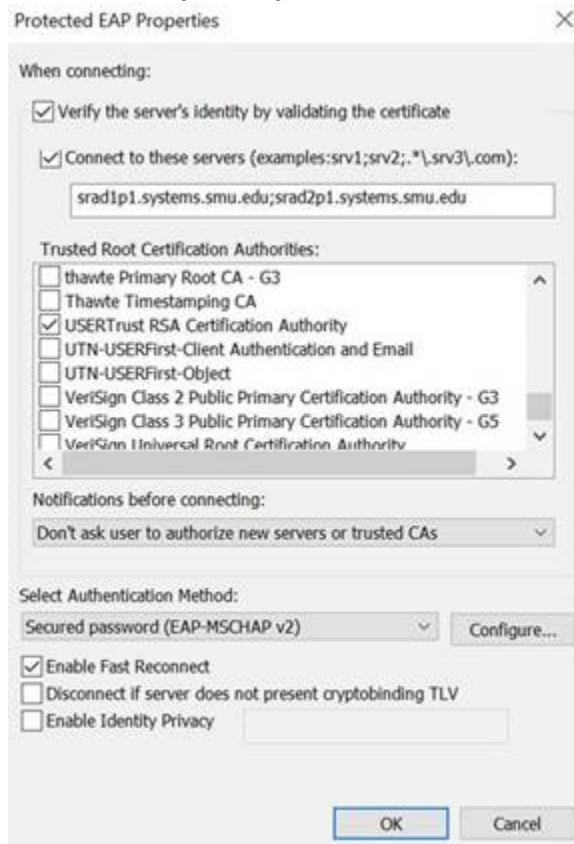 Protected EAP Properties
When connecting:
Verify the server's identity by validating the certificate
Connect to these servers (examples:srv1;srv2;.*\.srv3\.com):
srad1p1.systems.smu.edu;srad2p1.systems.smu.edu
Trusted Root Certification Authorities:
thawte Primary Root CA - G3
Thawte Timestamping CA
USERTrust RSA Certification Authority
UTN-USERFirst-Client Authentication and Email
UTN-USERFirst-Object
VeriSign Class 2 Public Primary Certification Authority - G3
VeriSign Class 3 Public Primary Certification Authority - G5
VeriSign Universal Root Certification Authority
Notifications before connecting:
Don't ask user to authorize new servers or trusted CAs
Select Authentication Method:
Secured password (EAP-MSCHAP v2)
Configure...
Enable Fast Reconnect
Disconnect if server does not present cryptobinding TLV
Enable Identity Privacy
OK
Cancel